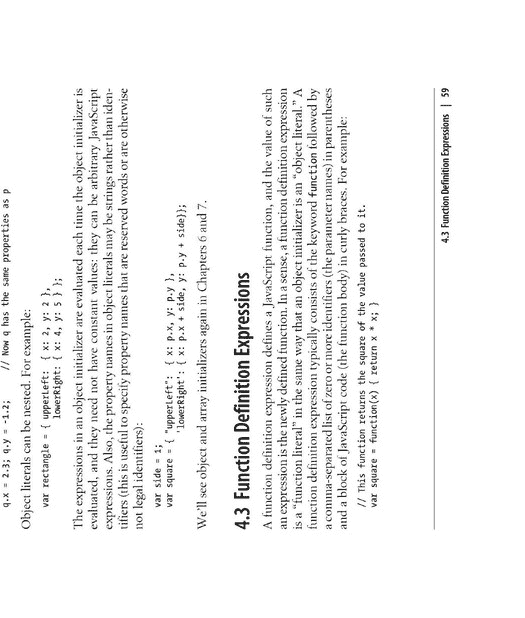 q.x = 2.3; q.y = -1.2;     // Now q has the same properties as p
Object literals can be nested. For example:
var rectangle = { upperLeft:  { x: 2, y: 2 },
                  lowerRight: { x: 4, y: 5 } };
The expressions in an object initializer are evaluated each time the object initializer is
evaluated, and they need not have constant values: they can be arbitrary JavaScript
expressions. Also, the property names in object literals may be strings rather than iden-
tifiers (this is useful to specify property names that are reserved words or are otherwise
not legal identifiers):
var side = 1;
var square = { "upperLeft":  { x: p.x, y: p.y },
               'lowerRight': { x: p.x + side, y: p.y + side}};
We'll see object and array initializers again in Chapters 6 and 7.
4.3 Function Definition Expressions
A function definition expression defines a JavaScript function, and the value of such
an expression is the newly defined function. In a sense, a function definition expression
is a "function literal" in the same way that an object initializer is an "object literal." A
function definition expression typically consists of the keyword function followed by
a comma-separated list of zero or more identifiers (the parameter names) in parentheses
and a block of JavaScript code (the function body) in curly braces. For example:
// This function returns the square of the value passed to it.
var square = function(x) { return x * x; }
4.3 Function Definition Expressions | 59